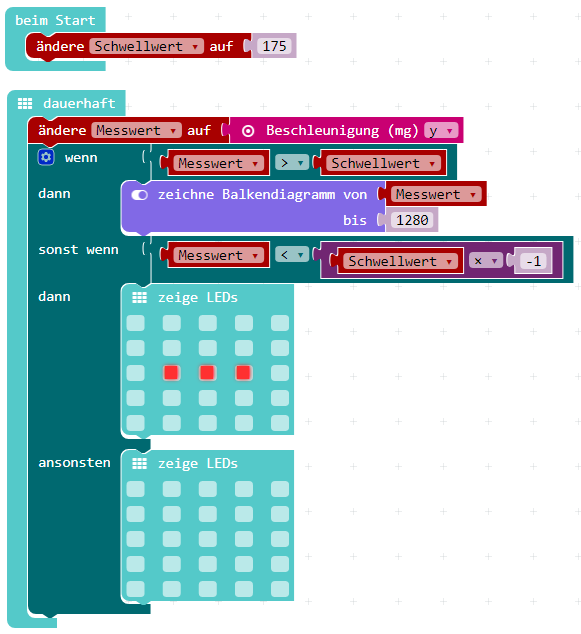 beim Start
ändere Schwellwert auf 175
dauerhaft
ändere Messwert auf Beschleunigung (mg) y
wenn Messwert > Schwellwert
dann zeichne Balkendiagramm von Messwert
bis 1280
sonst wenn Messwert < Schwellwert × -1
dann zeige LEDs
ansonsten zeige LEDs